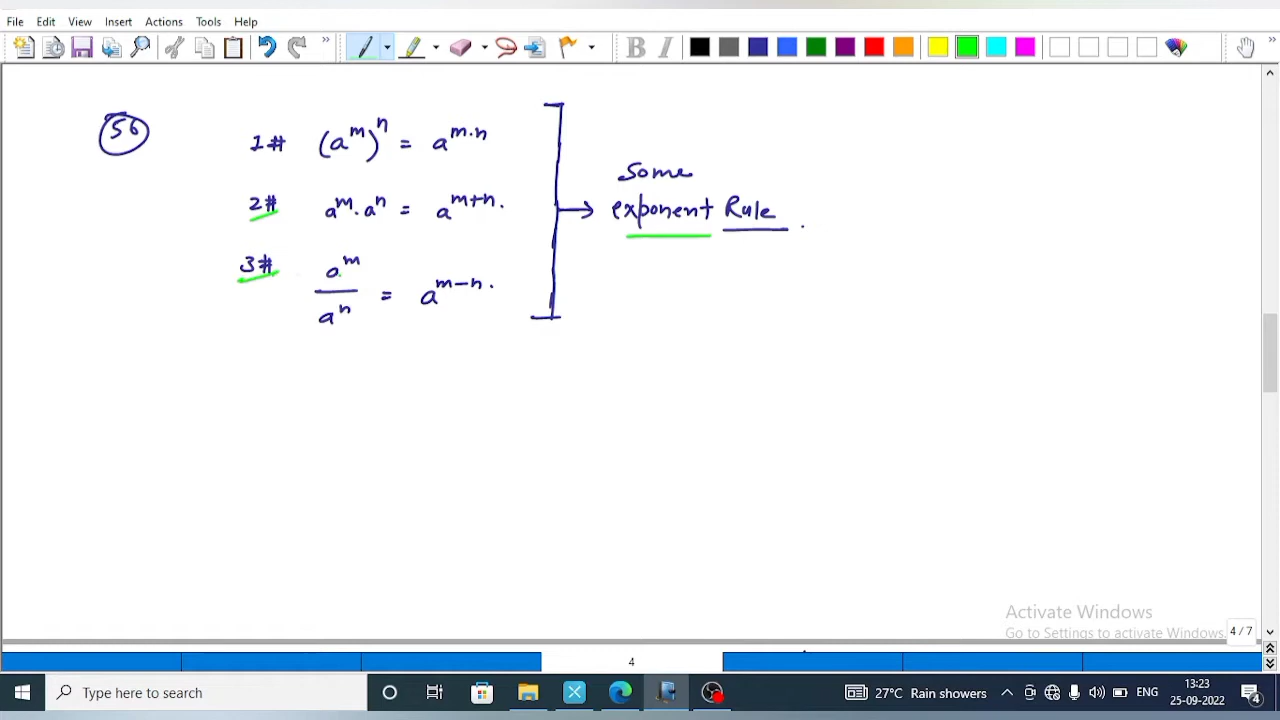 File Edit View Insert Actions Tools Help
B I
56
1# (a^m)^n = a^{m·n}
2# a^m · a^n = a^{m+n}.
3# a^m / a^n = a^{m-n}.
Some
exponent Rule.
Activate Windows
Go to Settings to activate Windows.
4 / 7
4
Type here to search
27°C Rain showers
ENG
13:23
25-09-2022
4